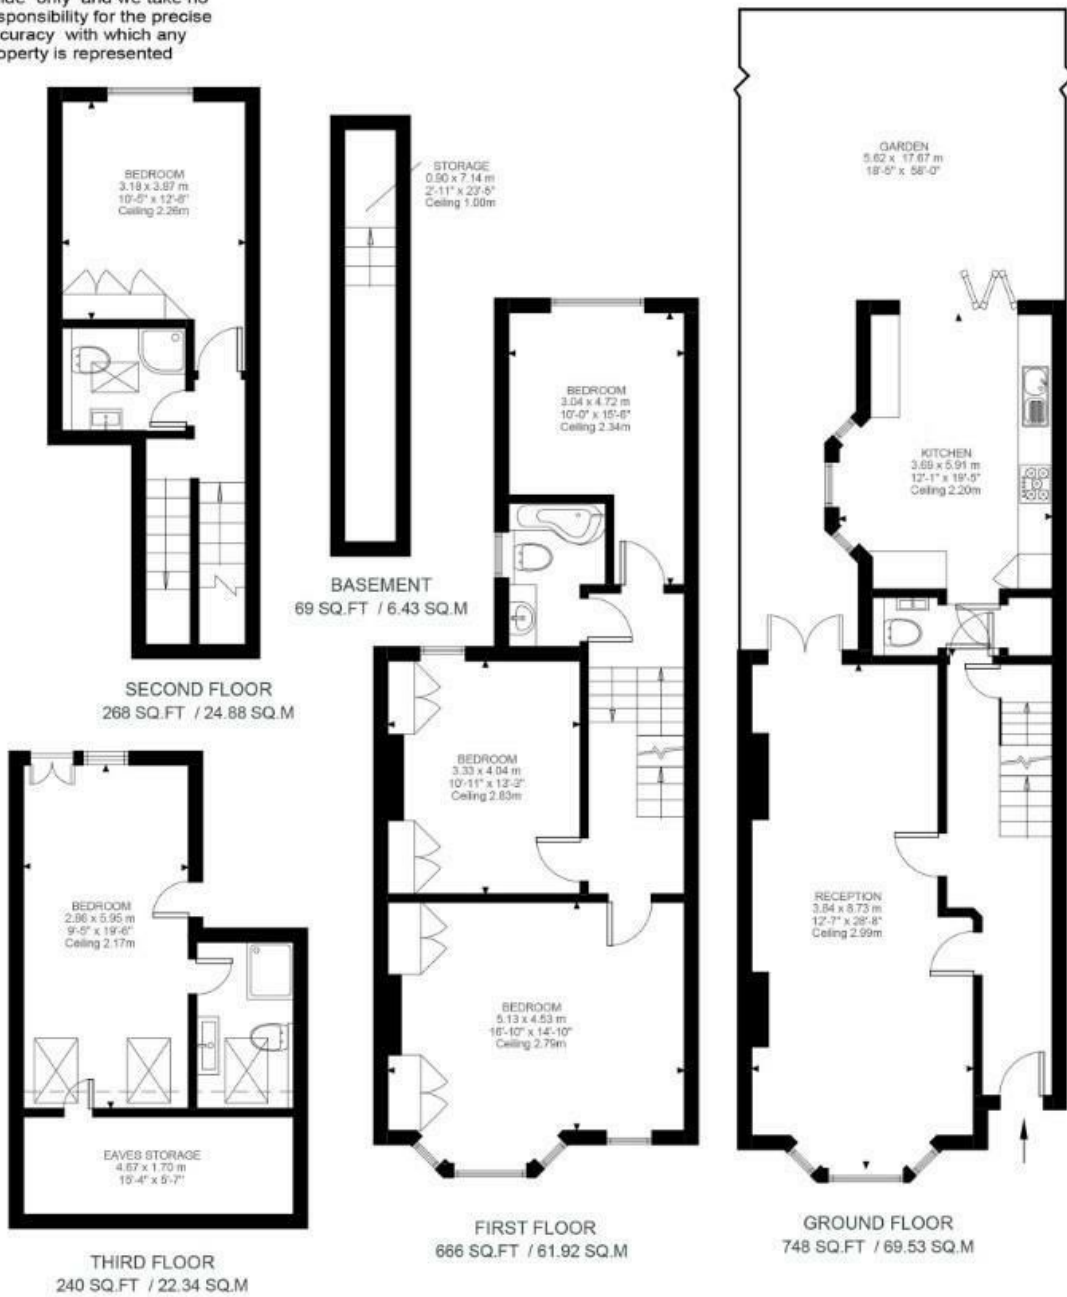 only and we take no
sponsibility for the precise
curacy with which any
operty is represented
BEDROOM
3.18 x 3.87 m
10'-5" x 12'-8"
Ceiling 2.26m
STORAGE
0.90 x 7.14 m
2'-11" x 23'-5"
Ceiling 1.00m
GARDEN
5.62 x 17.67 m
18'-5" x 58'-0"
BEDROOM
3.04 x 4.72 m
10'-0" x 15'-6"
Ceiling 2.34m
KITCHEN
3.69 x 5.91 m
12'-1" x 19'-5"
Ceiling 2.20m
BASEMENT
69 SQ.FT / 6.43 SQ.M
SECOND FLOOR
268 SQ.FT / 24.88 SQ.M
BEDROOM
3.33 x 4.04 m
10'-11" x 13'-3"
Ceiling 2.83m
BEDROOM
2.86 x 5.95 m
9'-5" x 19'-6"
Ceiling 2.17m
RECEPTION
3.84 x 8.73 m
12'-7" x 28'-8"
Ceiling 2.99m
BEDROOM
5.13 x 4.53 m
16'-10" x 14'-10"
Ceiling 2.79m
EAVES STORAGE
4.67 x 1.70 m
15'-4" x 5'-7"
FIRST FLOOR
666 SQ.FT / 61.92 SQ.M
GROUND FLOOR
748 SQ.FT / 69.53 SQ.M
THIRD FLOOR
240 SQ.FT / 22.34 SQ.M